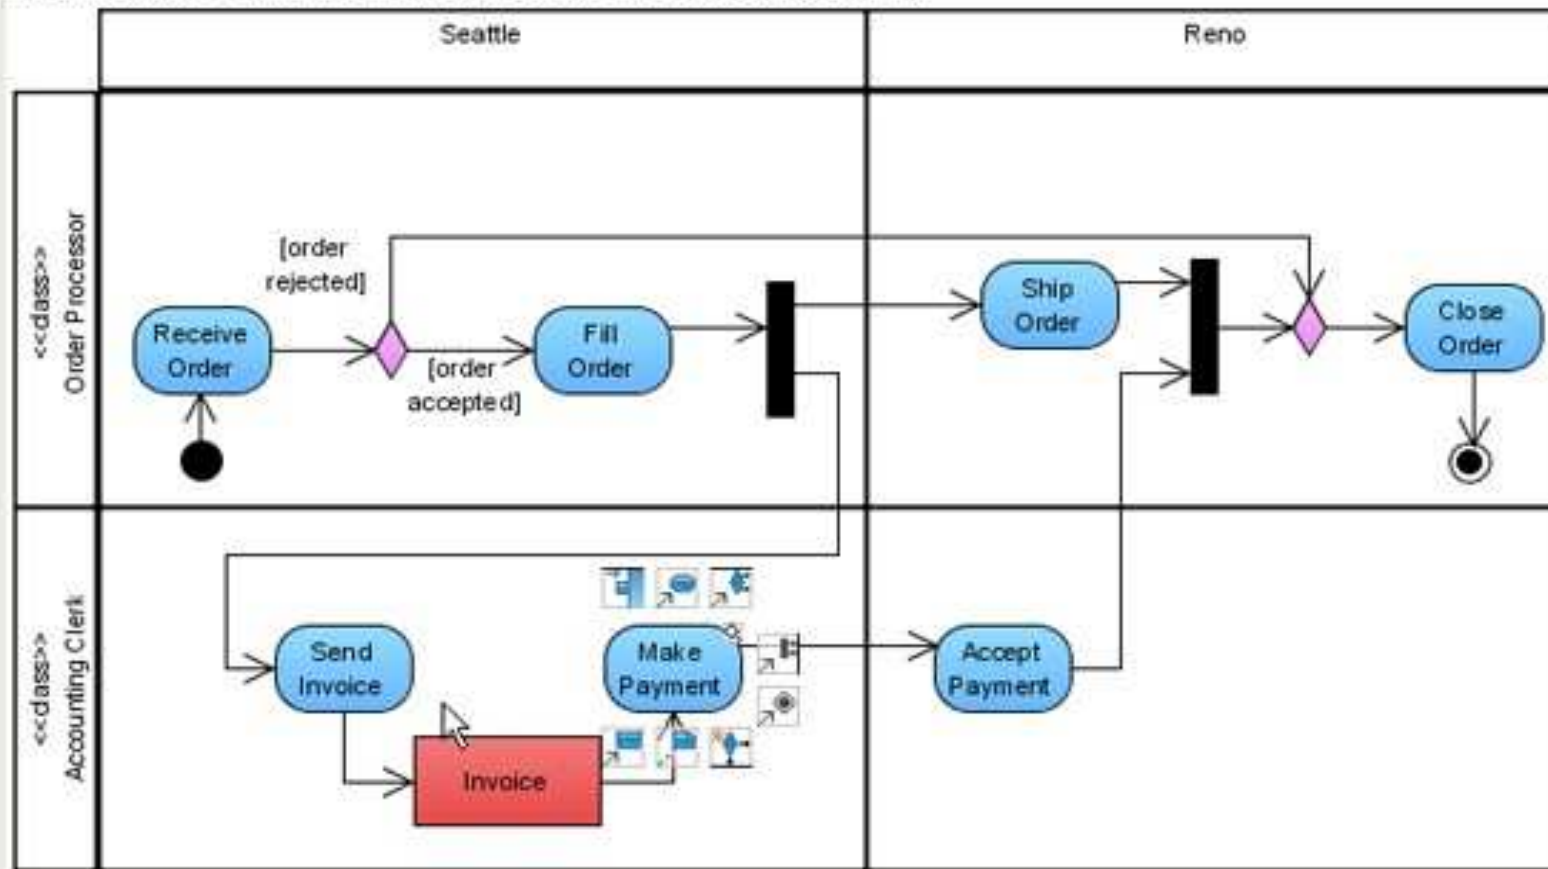 Seattle
Reno
<<class>>
Order Processor
[order
rejected]
Receive
Order
[order
accepted]
Fill
Order
Ship
Order
Close
Order
<<class>>
Accounting Clerk
Send
Invoice
Make
Payment
Accept
Payment
Invoice